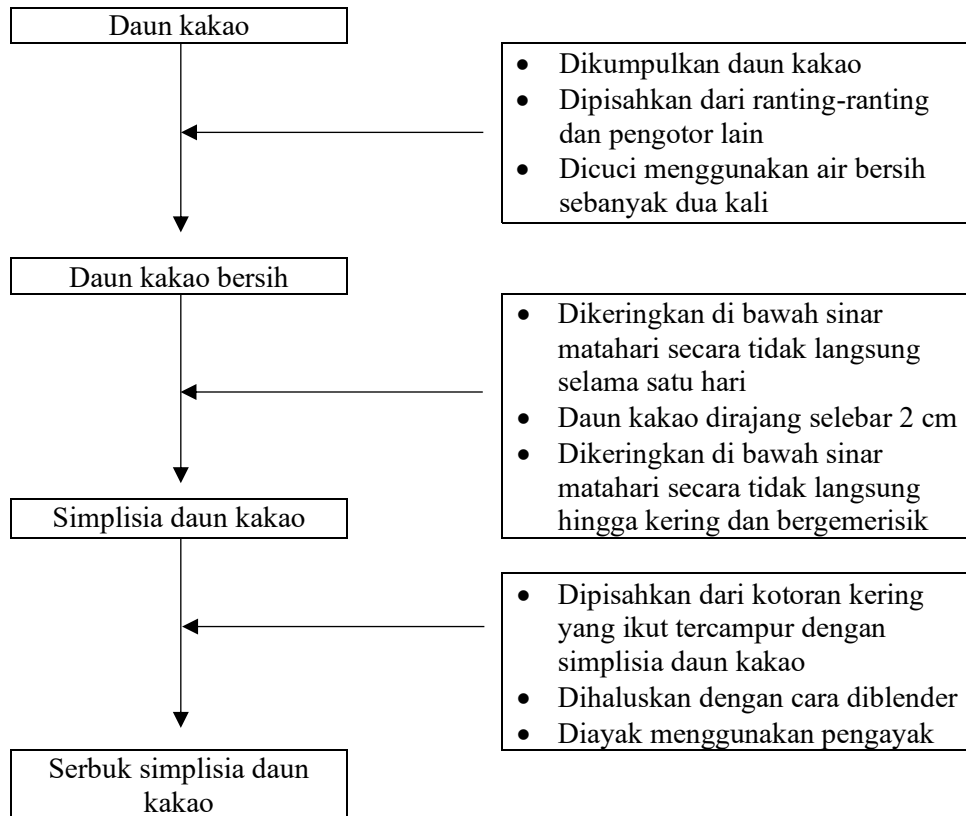 Daun kakao
• Dikumpulkan daun kakao
• Dipisahkan dari ranting-ranting
dan pengotor lain
• Dicuci menggunakan air bersih
sebanyak dua kali
Daun kakao bersih
• Dikeringkan di bawah sinar
matahari secara tidak langsung
selama satu hari
• Daun kakao dirajang selebar 2 cm
• Dikeringkan di bawah sinar
matahari secara tidak langsung
hingga kering dan bergemerisik
Simplisia daun kakao
• Dipisahkan dari kotoran kering
yang ikut tercampur dengan
simplisia daun kakao
• Dihaluskan dengan cara diblender
• Diayak menggunakan pengayak
Serbuk simplisia daun
kakao